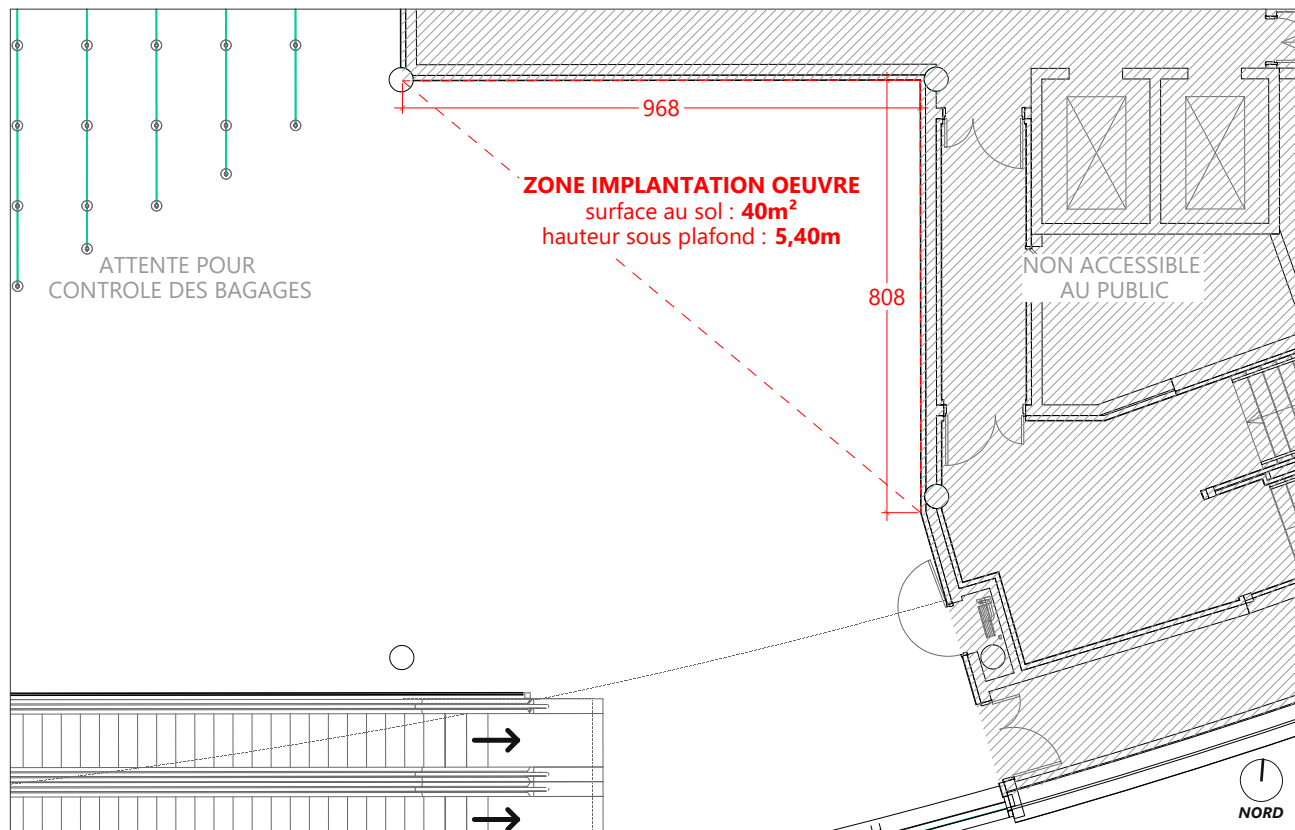 968
ZONE IMPLANTATION OEUVRE
surface au sol : 40m²
hauteur sous plafond : 5,40m
ATTENTE POUR
CONTROLE DES BAGAGES
NON ACCESSIBLE
AU PUBLIC
808
NORD